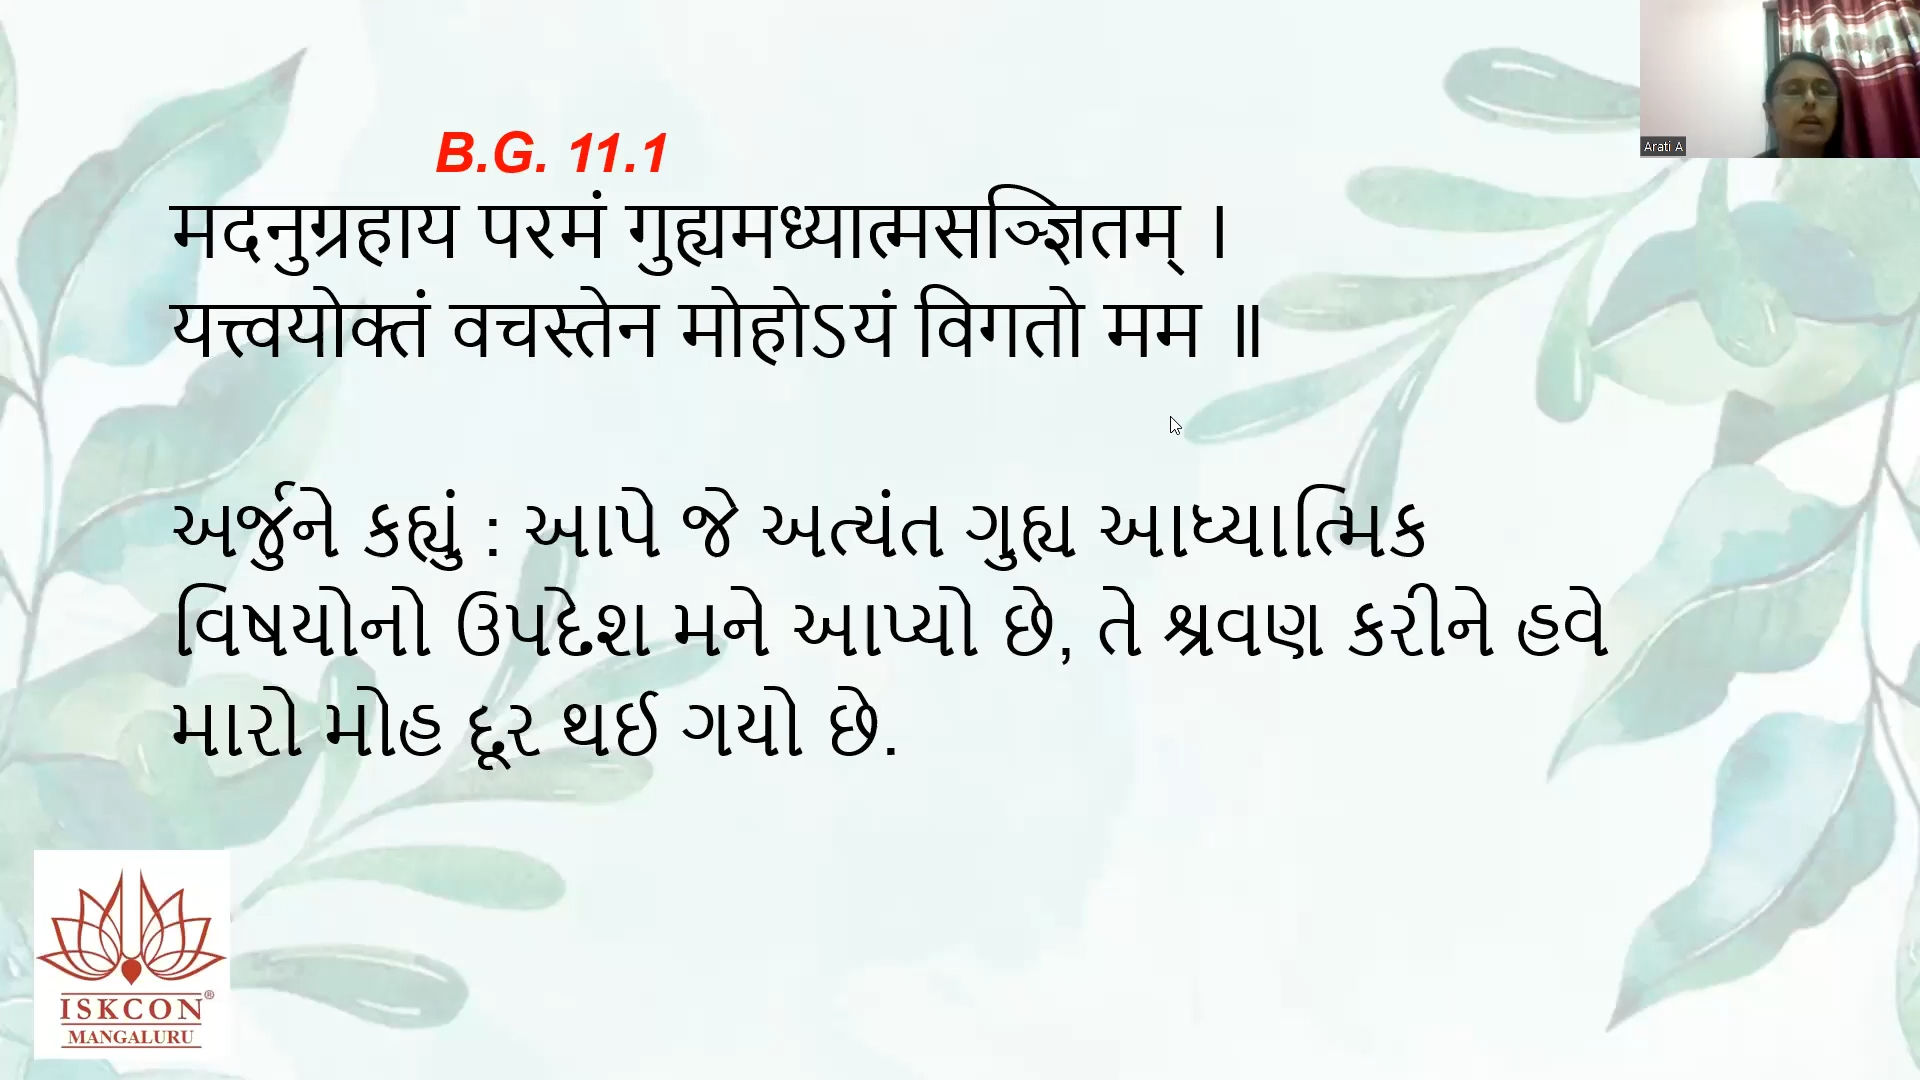 Arati A
B.G. 11.1
मदनुग्रहाय परमं गुह्यमध्यात्मसञ्ज्ञितम् ।
यत्त्वयोक्तं वचस्तेन मोहोऽयं विगतो मम ॥
અર્જુને કહ્યું : આપે જે અત્યંત ગુહ્ય આધ્યાત્મિક
વિષયોનો ઉપદેશ મને આપ્યો છે, તે શ્રવણ કરીને હવે
મારો મોહ દૂર થઈ ગયો છે.
ISKCON®
MANGALURU